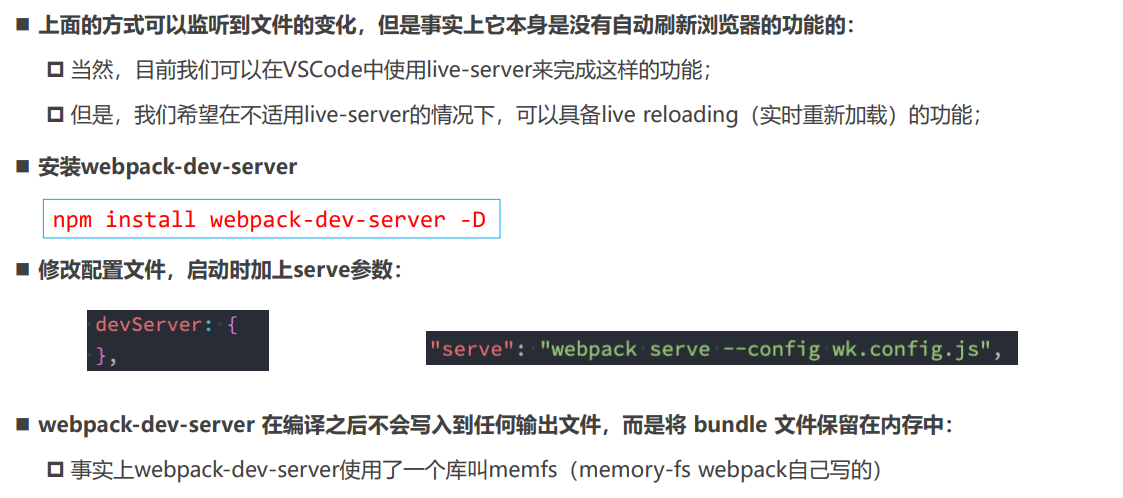 ■ 上面的方式可以监听到文件的变化，但是事实上它本身是没有自动刷新浏览器的功能的：
当然，目前我们可以在VSCode中使用live-server来完成这样的功能；
但是，我们希望在不适用live-server的情况下，可以具备live reloading（实时重新加载）的功能；
■ 安装webpack-dev-server
npm install webpack-dev-server -D
■ 修改配置文件，启动时加上serve参数：
devServer: {
},
"serve": "webpack serve --config wk.config.js",
■ webpack-dev-server 在编译之后不会写入到任何输出文件，而是将 bundle 文件保留在内存中：
事实上webpack-dev-server使用了一个库叫memfs（memory-fs webpack自己写的）